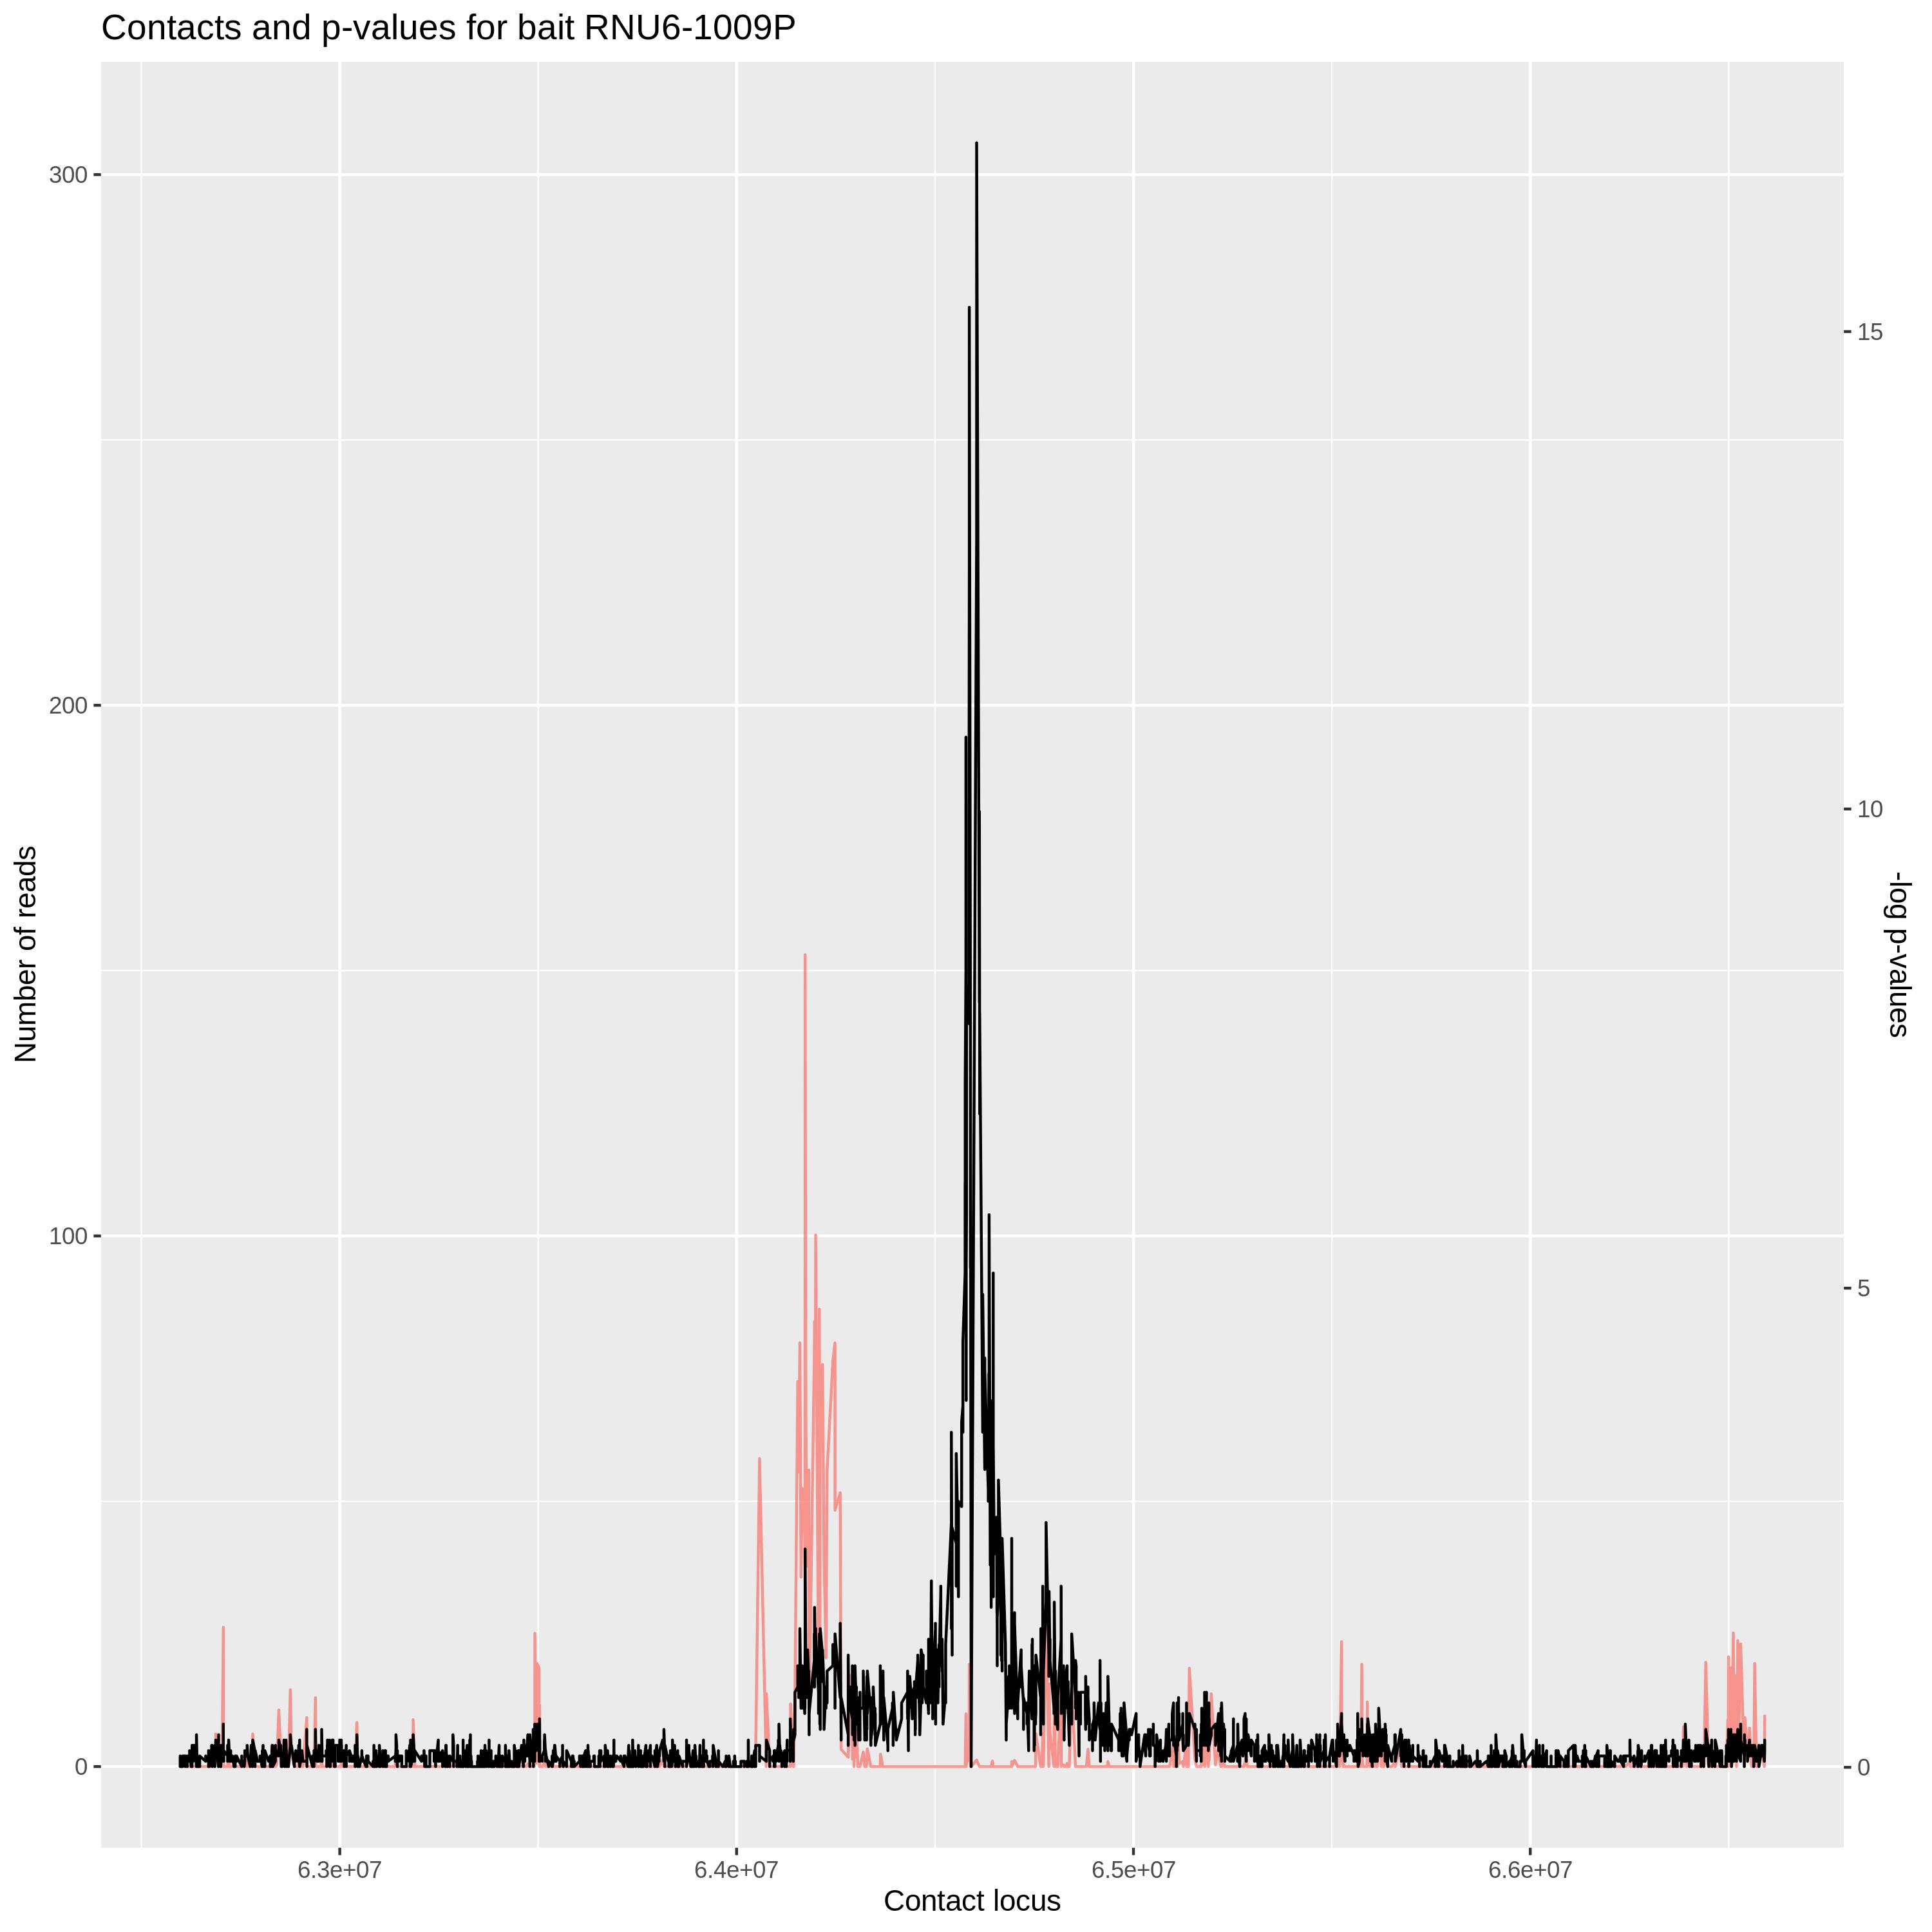 Contacts and p-values for bait RNU6-1009P
300
200
100
0
Number of reads
15
10
5
0
-log p-values
6.3e+07 6.4e+07 6.5e+07 6.6e+07
Contact locus